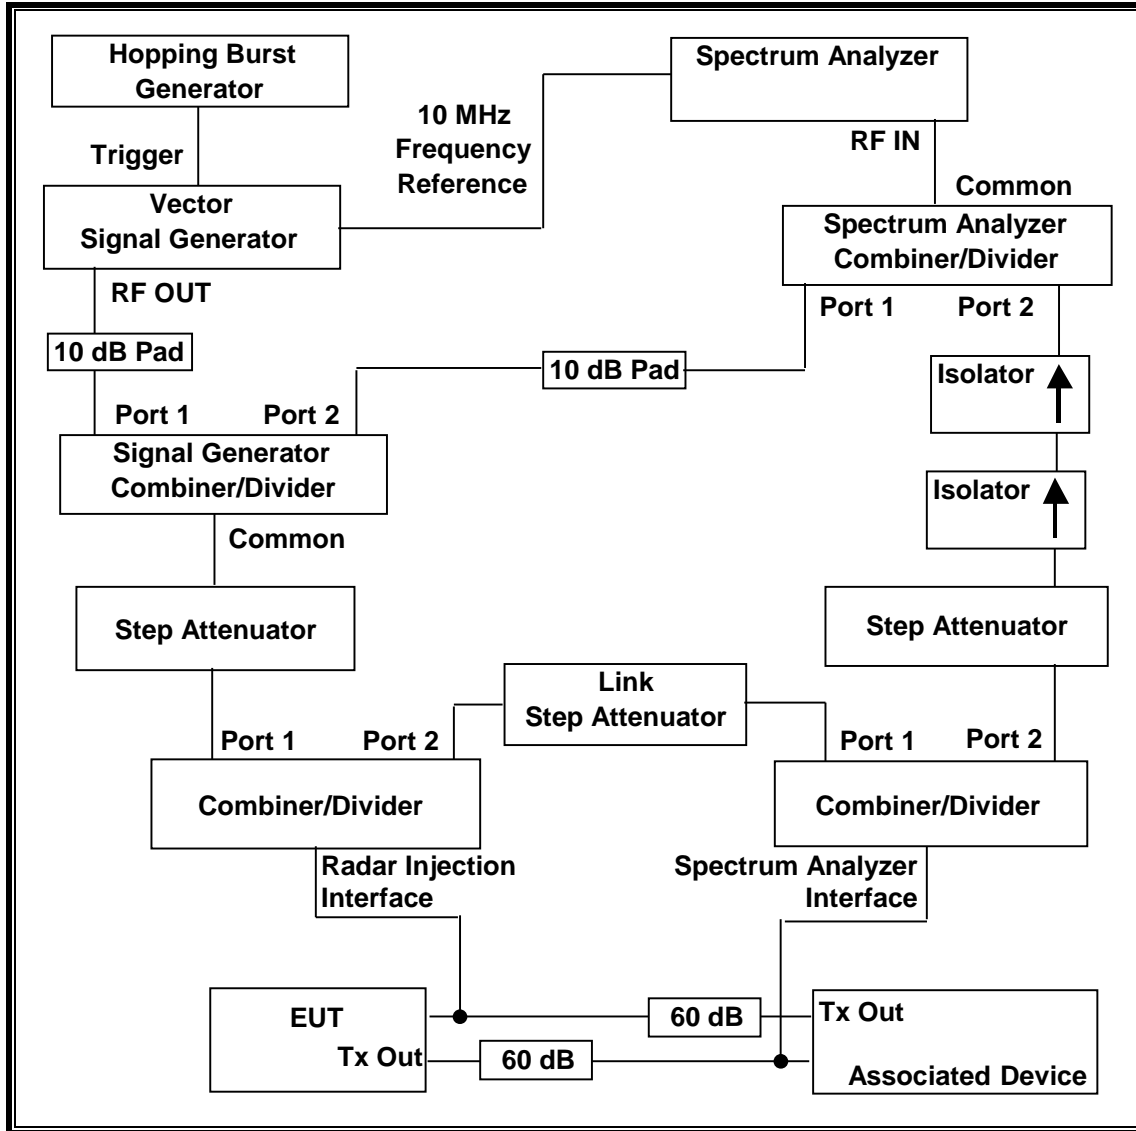 Hopping Burst
Generator
Spectrum Analyzer
10 MHz
Frequency
Reference
Trigger
RF IN
Vector
Signal Generator
Common
Spectrum Analyzer
Combiner/Divider
RF OUT
Port 1
Port 2
10 dB Pad
10 dB Pad
Isolator
Port 1
Port 2
Signal Generator
Combiner/Divider
Isolator
Common
Step Attenuator
Step Attenuator
Link
Step Attenuator
Port 1
Port 2
Port 1
Port 2
Combiner/Divider
Combiner/Divider
Radar Injection
Interface
Spectrum Analyzer
Interface
EUT
60 dB
Tx Out
Tx Out
60 dB
Associated Device